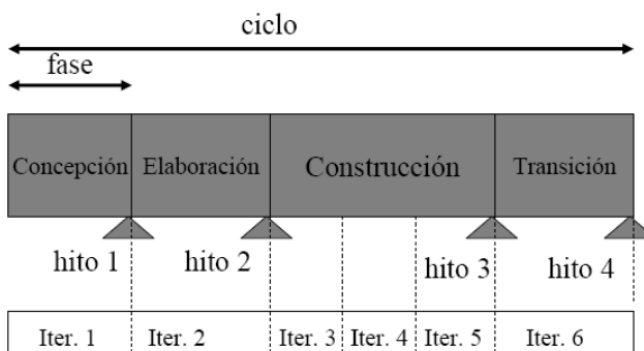 ciclo
fase
Concepción Elaboración Construcción Transición
hito 1 hito 2 hito 3 hito 4
Iter. 1 Iter. 2 Iter. 3 Iter. 4 Iter. 5 Iter. 6